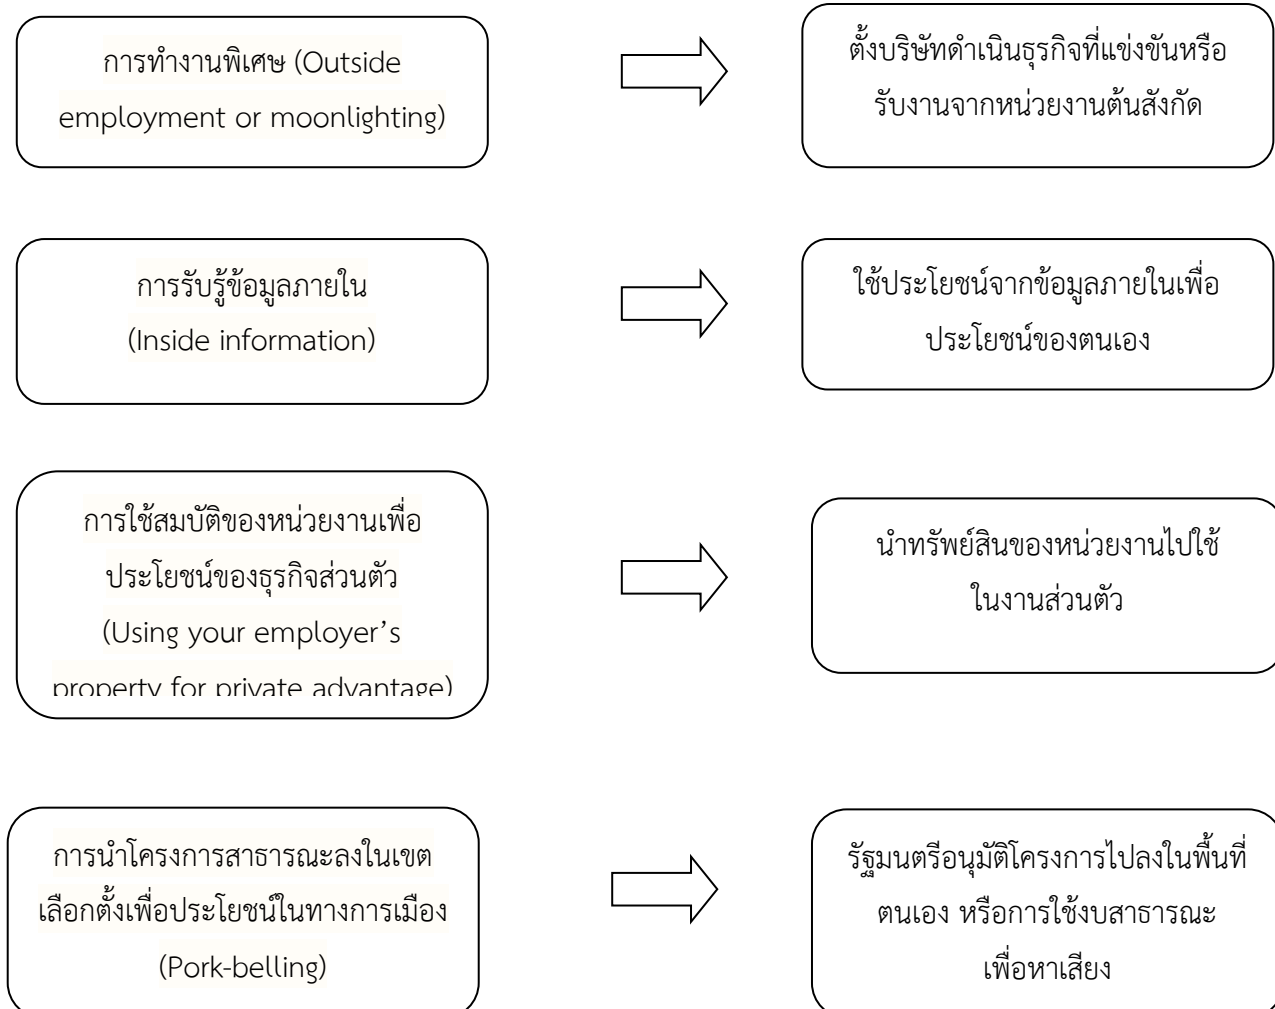 การทำงานพิเศษ (Outside
employment or moonlighting)
ตั้งบริษัทดำเนินธุรกิจที่แข่งขันหรือ
รับงานจากหน่วยงานต้นสังกัด
การรับรู้ข้อมูลภายใน
(Inside information)
ใช้ประโยชน์จากข้อมูลภายในเพื่อ
ประโยชน์ของตนเอง
การใช้สมบัติของหน่วยงานเพื่อ
ประโยชน์ของธุรกิจส่วนตัว
(Using your employer’s
property for private advantage)
นำทรัพย์สินของหน่วยงานไปใช้
ในงานส่วนตัว
การนำโครงการสาธารณะลงในเขต
เลือกตั้งเพื่อประโยชน์ในทางการเมือง
(Pork-belling)
รัฐมนตรีอนุมัติโครงการไปลงในพื้นที่
ตนเอง หรือการใช้งบสาธารณะ
เพื่อหาเสียง